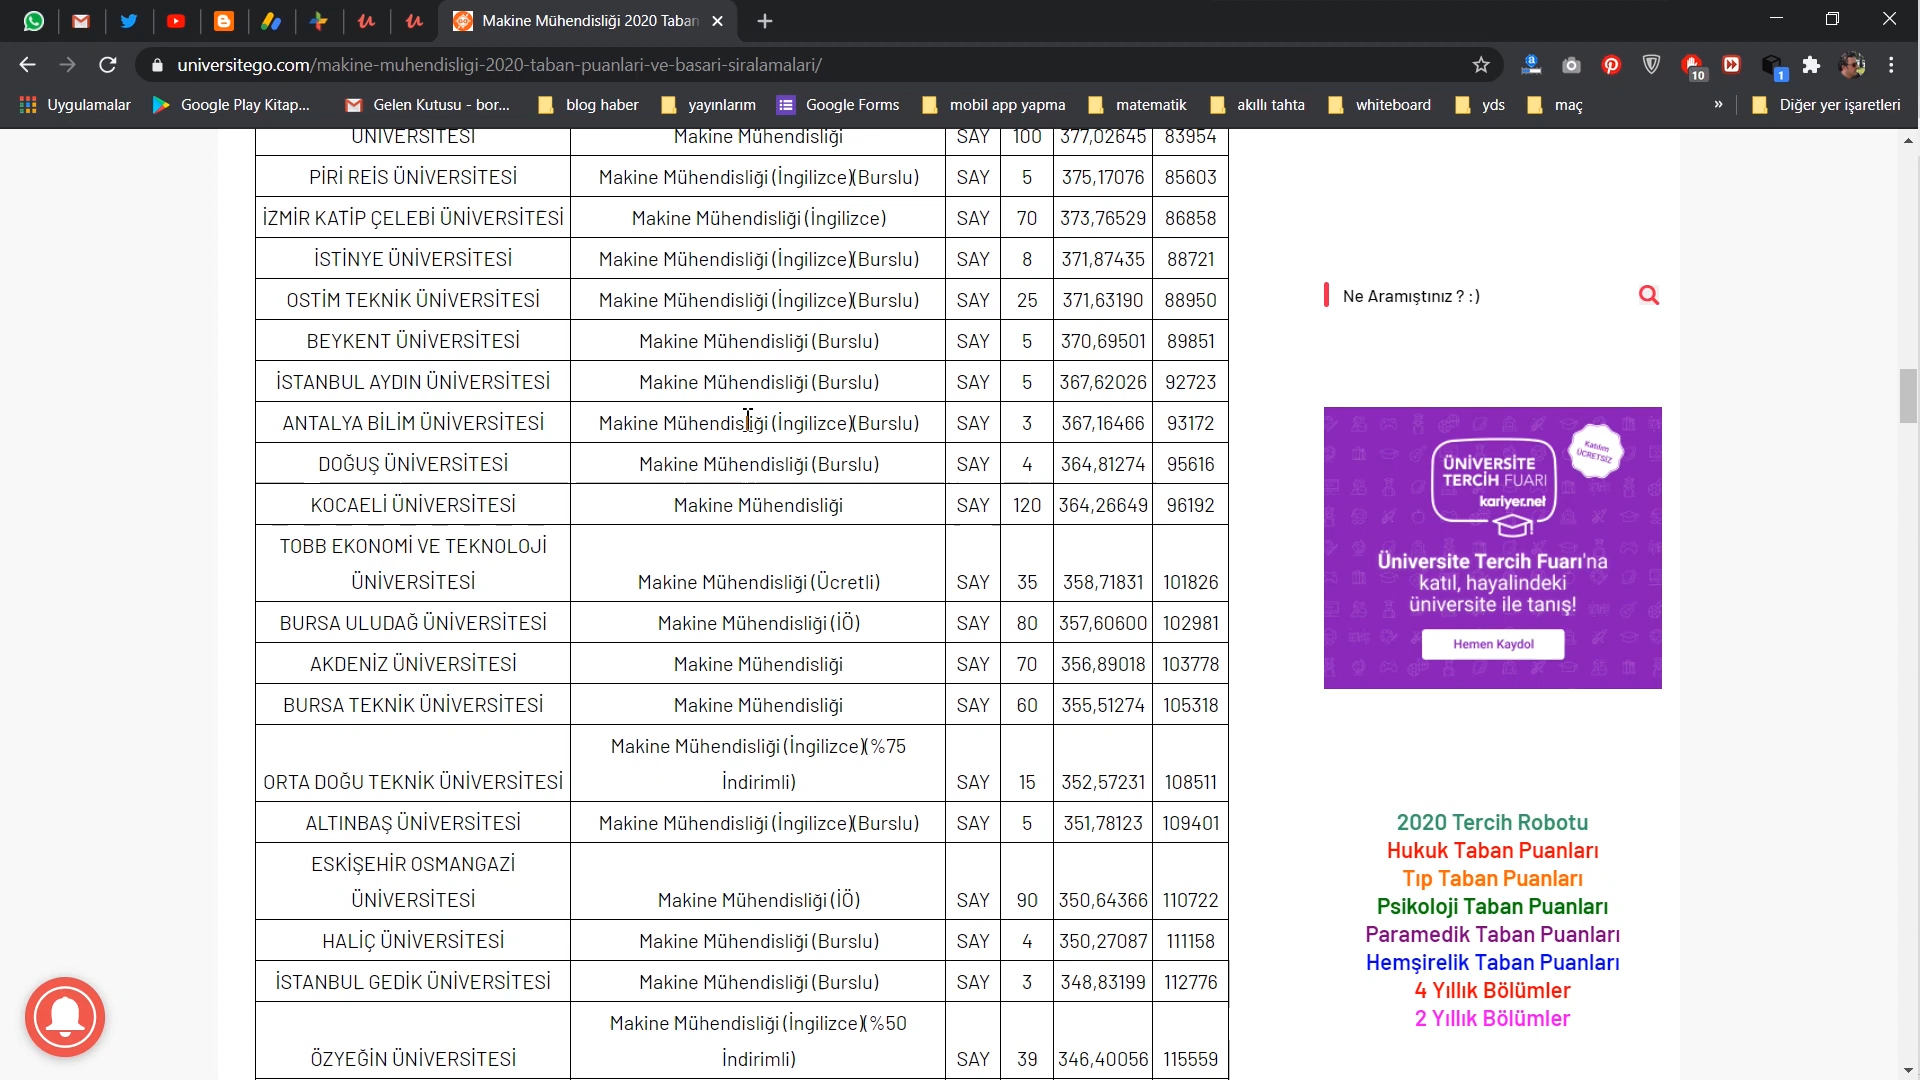 Makine Mühendisliği 2020 Taban
universitego.com/makine-muhendisligi-2020-taban-puanlari-ve-basari-siralamalari/
10
1
Uygulamalar Google Play Kitap... Gelen Kutusu - bor... blog haber yayınlarım Google Forms mobil app yapma matematik akıllı tahta whiteboard yds maç » Diğer yer işaretleri
ÜNİVERSİTESİ Makine Mühendisliği SAY 100 377,02645 83954
PİRİ REİS ÜNİVERSİTESİ Makine Mühendisliği (İngilizce)(Burslu) SAY 5 375,17076 85603
İZMİR KATİP ÇELEBİ ÜNİVERSİTESİ Makine Mühendisliği (İngilizce) SAY 70 373,76529 86858
İSTİNYE ÜNİVERSİTESİ Makine Mühendisliği (İngilizce)(Burslu) SAY 8 371,87435 88721
OSTİM TEKNİK ÜNİVERSİTESİ Makine Mühendisliği (İngilizce)(Burslu) SAY 25 371,63190 88950
BEYKENT ÜNİVERSİTESİ Makine Mühendisliği (Burslu) SAY 5 370,69501 89851
İSTANBUL AYDIN ÜNİVERSİTESİ Makine Mühendisliği (Burslu) SAY 5 367,62026 92723
ANTALYA BİLİM ÜNİVERSİTESİ Makine Mühendisliği (İngilizce)(Burslu) SAY 3 367,16466 93172
DOĞUŞ ÜNİVERSİTESİ Makine Mühendisliği (Burslu) SAY 4 364,81274 95616
KOCAELİ ÜNİVERSİTESİ Makine Mühendisliği SAY 120 364,26649 96192
TOBB EKONOMİ VE TEKNOLOJİ
ÜNİVERSİTESİ Makine Mühendisliği (Ücretli) SAY 35 358,71831 101826
BURSA ULUDAĞ ÜNİVERSİTESİ Makine Mühendisliği (İÖ) SAY 80 357,60600 102981
AKDENİZ ÜNİVERSİTESİ Makine Mühendisliği SAY 70 356,89018 103778
BURSA TEKNİK ÜNİVERSİTESİ Makine Mühendisliği SAY 60 355,51274 105318
Makine Mühendisliği (İngilizce)(%75
ORTA DOĞU TEKNİK ÜNİVERSİTESİ İndirimli) SAY 15 352,57231 108511
ALTINBAŞ ÜNİVERSİTESİ Makine Mühendisliği (İngilizce)(Burslu) SAY 5 351,78123 109401
ESKİŞEHİR OSMANGAZİ
ÜNİVERSİTESİ Makine Mühendisliği (İÖ) SAY 90 350,64366 110722
HALİÇ ÜNİVERSİTESİ Makine Mühendisliği (Burslu) SAY 4 350,27087 111158
İSTANBUL GEDİK ÜNİVERSİTESİ Makine Mühendisliği (Burslu) SAY 3 348,83199 112776
Makine Mühendisliği (İngilizce)(%50
ÖZYEĞİN ÜNİVERSİTESİ İndirimli) SAY 39 346,40056 115559
Ne Aramıştınız ? :)
Katılım
ÜCRETSİZ
ÜNİVERSİTE
TERCİH FUARI
kariyer.net
Üniversite Tercih Fuarı'na
katıl, hayalindeki
üniversite ile tanış!
Hemen Kaydol
2020 Tercih Robotu
Hukuk Taban Puanları
Tıp Taban Puanları
Psikoloji Taban Puanları
Paramedik Taban Puanları
Hemşirelik Taban Puanları
4 Yıllık Bölümler
2 Yıllık Bölümler